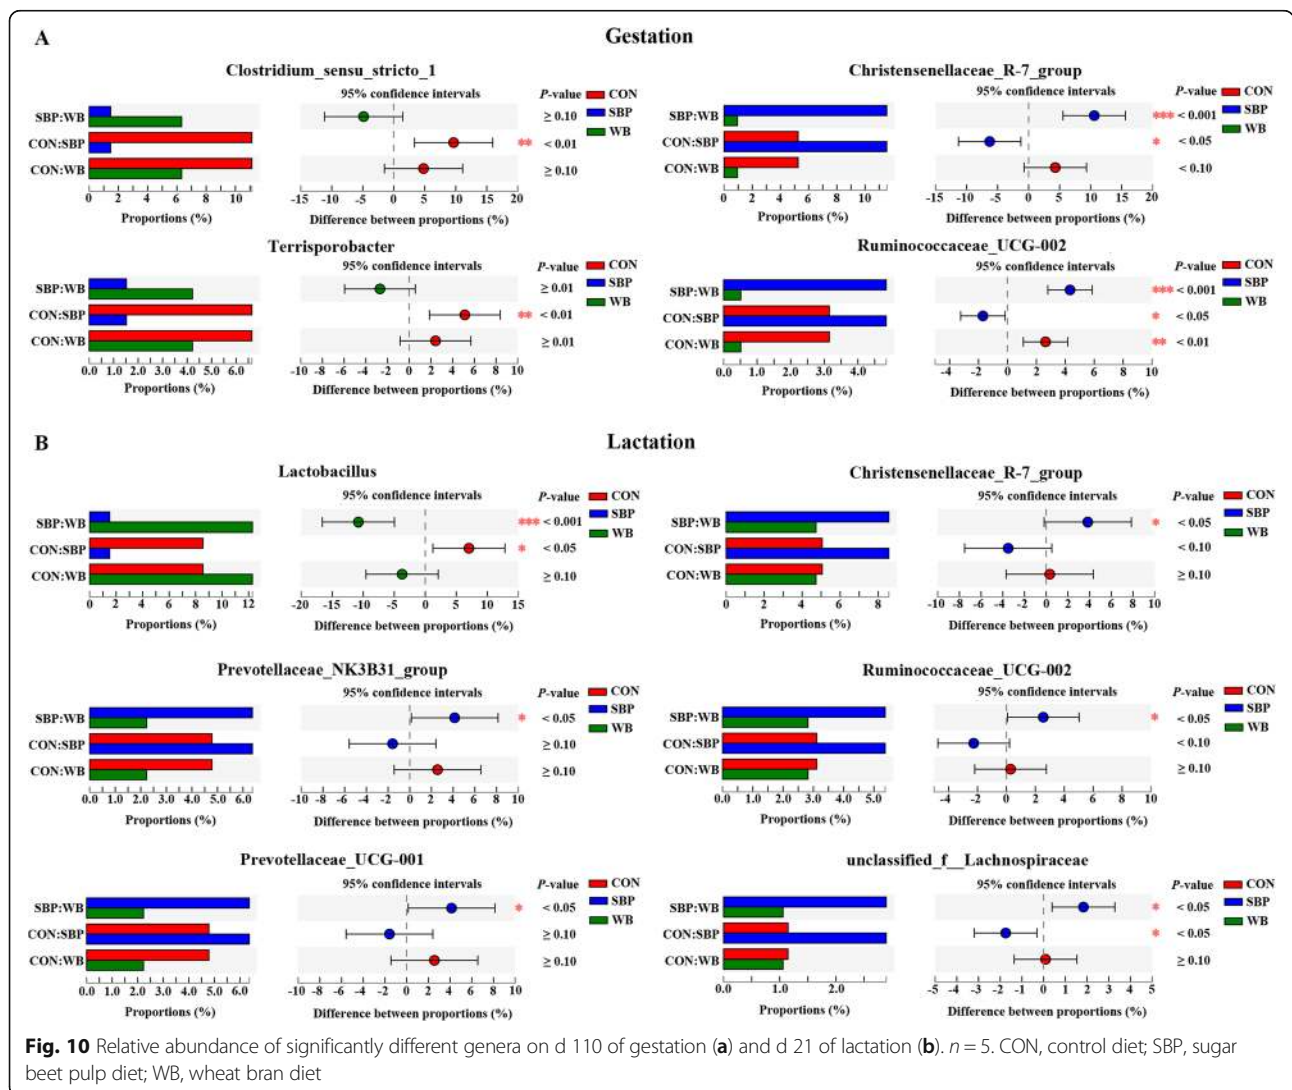 A
Gestation
Clostridium_sensu_stricto_1
95% confidence intervals
P-value
CON
SBP
WB
SBP:WB
≥ 0.10
CON:SBP
** < 0.01
CON:WB
≥ 0.10
0 2 4 6 8 10
-15 -10 -5 0 5 10 15 20
Proportions (%)
Difference between proportions (%)
Christensenellaceae_R-7_group
95% confidence intervals
P-value
CON
SBP
WB
SBP:WB
*** < 0.001
CON:SBP
* < 0.05
CON:WB
< 0.10
0 2 4 6 8 10
-15 -10 -5 0 5 10 15 20
Proportions (%)
Difference between proportions (%)
Terrisporobacter
95% confidence intervals
P-value
CON
SBP
WB
SBP:WB
≥ 0.01
CON:SBP
** < 0.01
CON:WB
≥ 0.01
0.0 1.0 2.0 3.0 4.0 5.0 6.0
-8 -6 -4 -2 0 2 4 6 8 10
Proportions (%)
Difference between proportions (%)
Ruminococcaceae_UCG-002
95% confidence intervals
P-value
CON
SBP
WB
SBP:WB
*** < 0.001
CON:SBP
* < 0.05
CON:WB
** < 0.01
0.0 1.0 2.0 3.0 4.0
-4 -2 0 2 4 6 8 10
Proportions (%)
Difference between proportions (%)
B
Lactation
Lactobacillus
95% confidence intervals
P-value
CON
SBP
WB
SBP:WB
*** < 0.001
CON:SBP
* < 0.05
CON:WB
≥ 0.10
0 2 4 6 8 10 12
-20 -15 -10 -5 0 5 10 15
Proportions (%)
Difference between proportions (%)
Christensenellaceae_R-7_group
95% confidence intervals
P-value
CON
SBP
WB
SBP:WB
* < 0.05
CON:SBP
< 0.10
CON:WB
≥ 0.10
0 2 4 6 8
-10 -8 -6 -4 -2 0 2 4 6 8 10
Proportions (%)
Difference between proportions (%)
Prevotellaceae_NK3B31_group
95% confidence intervals
P-value
CON
SBP
WB
SBP:WB
* < 0.05
CON:SBP
≥ 0.10
CON:WB
≥ 0.10
0.0 1.0 2.0 3.0 4.0 5.0 6.0
-10 -8 -6 -4 -2 0 2 4 6 8 10
Proportions (%)
Difference between proportions (%)
Ruminococcaceae_UCG-002
95% confidence intervals
P-value
CON
SBP
WB
SBP:WB
* < 0.05
CON:SBP
< 0.10
CON:WB
≥ 0.10
0.0 1.0 2.0 3.0 4.0 5.0
-4 -2 0 2 4 6 8 10
Proportions (%)
Difference between proportions (%)
Prevotellaceae_UCG-001
95% confidence intervals
P-value
CON
SBP
WB
SBP:WB
* < 0.05
CON:SBP
≥ 0.10
CON:WB
≥ 0.10
0.0 1.0 2.0 3.0 4.0 5.0 6.0
-10 -8 -6 -4 -2 0 2 4 6 8 10
Proportions (%)
Difference between proportions (%)
unclassified_f__Lachnospiraceae
95% confidence intervals
P-value
CON
SBP
WB
SBP:WB
* < 0.05
CON:SBP
* < 0.05
CON:WB
≥ 0.10
0.0 1.0 2.0
-5 -4 -3 -2 -1 0 1 2 3 4 5
Proportions (%)
Difference between proportions (%)
Fig. 10 Relative abundance of significantly different genera on d 110 of gestation (a) and d 21 of lactation (b). n = 5. CON, control diet; SBP, sugar
beet pulp diet; WB, wheat bran diet